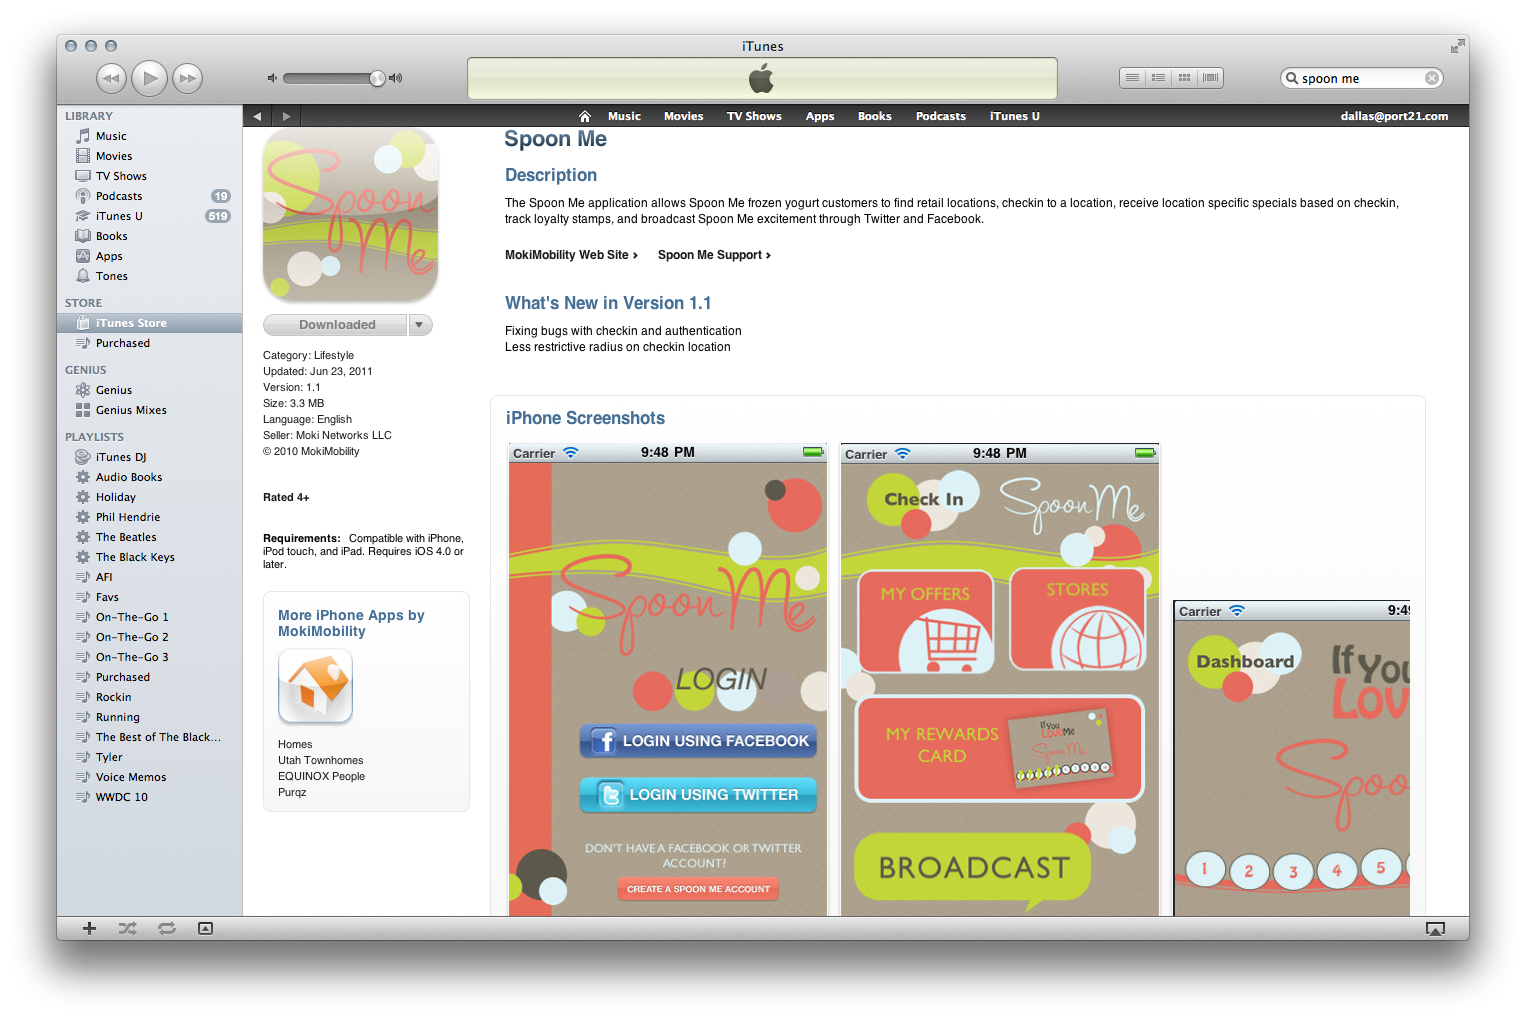 iTunes
spoon me
Music Movies TV Shows Apps Books Podcasts iTunes U
dallas@port21.com
LIBRARY
Music
Movies
TV Shows
Podcasts 19
iTunes U 519
Books
Apps
Tones
STORE
iTunes Store
Purchased
GENIUS
Genius
Genius Mixes
PLAYLISTS
iTunes DJ
Audio Books
Holiday
Phil Hendrie
The Beatles
The Black Keys
AFI
Favs
On-The-Go 1
On-The-Go 2
On-The-Go 3
Purchased
Rockin
Running
The Best of The Black...
Tyler
Voice Memos
WWDC 10
Spoon
Me
Downloaded
Category: Lifestyle
Updated: Jun 23, 2011
Version: 1.1
Size: 3.3 MB
Language: English
Seller: Moki Networks LLC
© 2010 MokiMobility
Rated 4+
Requirements: Compatible with iPhone,
iPod touch, and iPad. Requires iOS 4.0 or
later.
More iPhone Apps by
MokiMobility
Homes
Utah Townhomes
EQUINOX People
Purqz
Spoon Me
Description
The Spoon Me application allows Spoon Me frozen yogurt customers to find retail locations, checkin to a location, receive location specific specials based on checkin,
track loyalty stamps, and broadcast Spoon Me excitement through Twitter and Facebook.
MokiMobility Web Site › Spoon Me Support ›
What's New in Version 1.1
Fixing bugs with checkin and authentication
Less restrictive radius on checkin location
iPhone Screenshots
Carrier 9:48 PM
Spoon Me
LOGIN
f LOGIN USING FACEBOOK
t LOGIN USING TWITTER
DON'T HAVE A FACEBOOK OR TWITTER
ACCOUNT?
CREATE A SPOON ME ACCOUNT
Carrier 9:48 PM
Check In
Spoon Me
MY OFFERS
STORES
MY REWARDS
CARD
If You
Love Me
Spoon Me
BROADCAST
Carrier 9:49
Dashboard
If You
Lov
Spoo
1 2 3 4 5